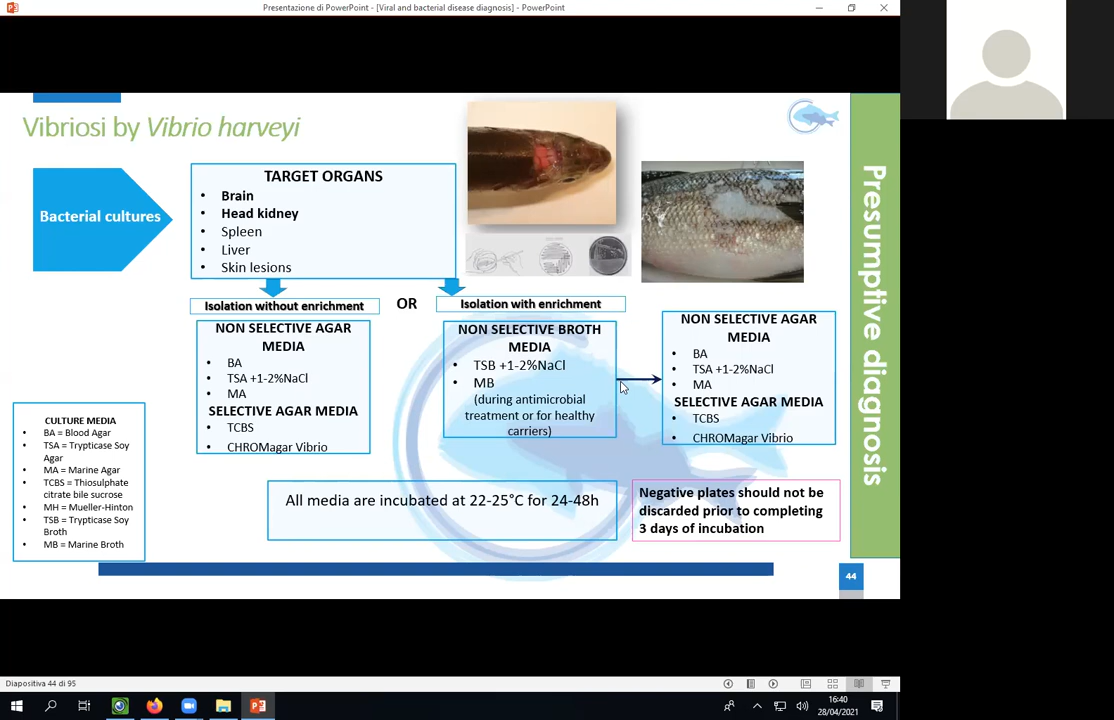 Presentazione di PowerPoint - [Viral and bacterial disease diagnosis] - PowerPoint
Vibriosi by Vibrio harveyi
Bacterial cultures
TARGET ORGANS
• Brain
• Head kidney
• Spleen
• Liver
• Skin lesions
Isolation without enrichment
OR
Isolation with enrichment
NON SELECTIVE AGAR
MEDIA
• BA
• TSA +1-2%NaCl
• MA
SELECTIVE AGAR MEDIA
• TCBS
• CHROMagar Vibrio
NON SELECTIVE BROTH
MEDIA
• TSB +1-2%NaCl
• MB
(during antimicrobial
treatment or for healthy
carriers)
NON SELECTIVE AGAR
MEDIA
• BA
• TSA +1-2%NaCl
• MA
SELECTIVE AGAR MEDIA
• TCBS
• CHROMagar Vibrio
CULTURE MEDIA
• BA = Blood Agar
• TSA = Trypticase Soy
Agar
• MA = Marine Agar
• TCBS = Thiosulphate
citrate bile sucrose
• MH = Mueller-Hinton
• TSB = Trypticase Soy
Broth
• MB = Marine Broth
All media are incubated at 22-25°C for 24-48h
Negative plates should not be
discarded prior to completing
3 days of incubation
Presumptive diagnosis
44
Diapositiva 44 di 95
16:40
28/04/2021